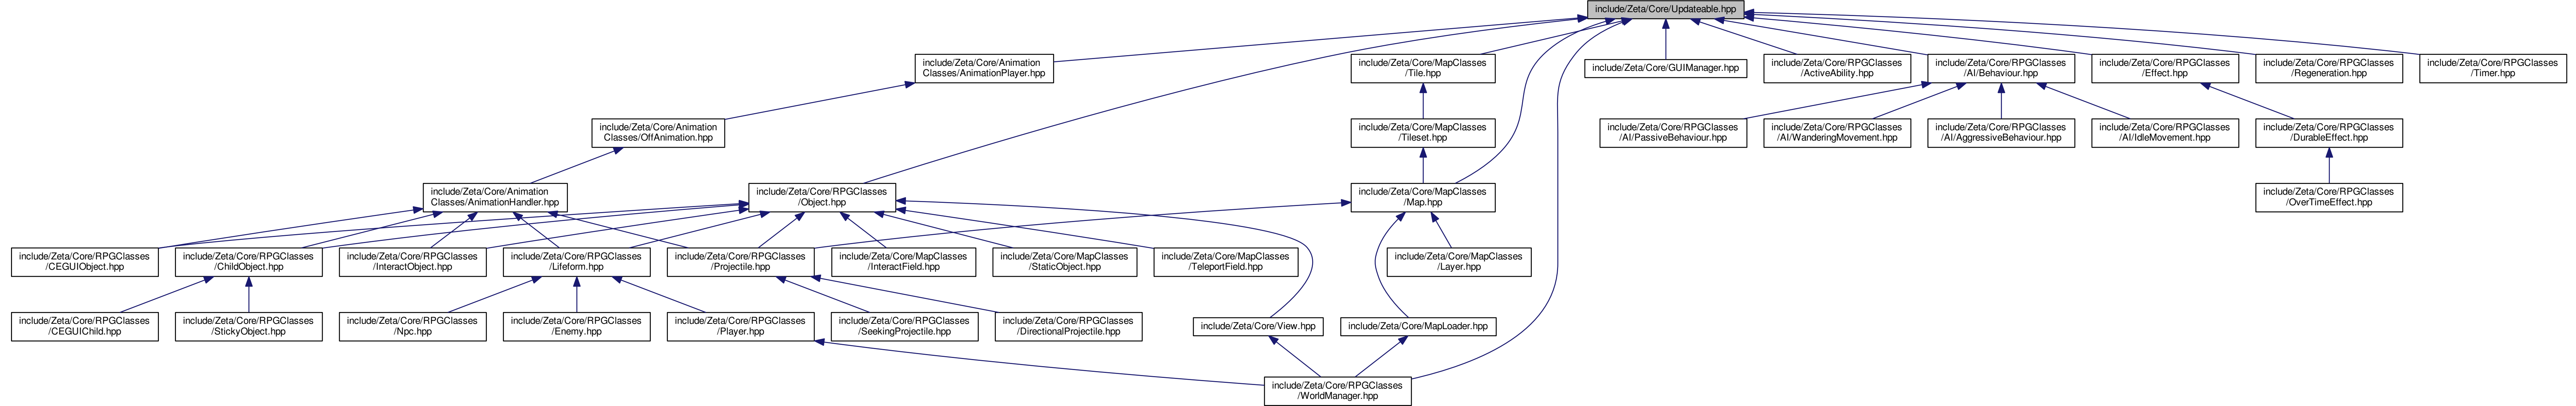 include/Zeta/Core/Updateable.hpp
include/Zeta/Core/Animation
Classes/AnimationPlayer.hpp
include/Zeta/Core/MapClasses
/Tile.hpp
include/Zeta/Core/GUIManager.hpp
include/Zeta/Core/RPGClasses
/ActiveAbility.hpp
include/Zeta/Core/RPGClasses
/AI/Behaviour.hpp
include/Zeta/Core/RPGClasses
/Effect.hpp
include/Zeta/Core/RPGClasses
/Regeneration.hpp
include/Zeta/Core/RPGClasses
/Timer.hpp
include/Zeta/Core/Animation
Classes/OffAnimation.hpp
include/Zeta/Core/MapClasses
/Tileset.hpp
include/Zeta/Core/RPGClasses
/AI/PassiveBehaviour.hpp
include/Zeta/Core/RPGClasses
/AI/WanderingMovement.hpp
include/Zeta/Core/RPGClasses
/AI/AggressiveBehaviour.hpp
include/Zeta/Core/RPGClasses
/AI/IdleMovement.hpp
include/Zeta/Core/RPGClasses
/DurableEffect.hpp
include/Zeta/Core/Animation
Classes/AnimationHandler.hpp
include/Zeta/Core/RPGClasses
/Object.hpp
include/Zeta/Core/MapClasses
/Map.hpp
include/Zeta/Core/RPGClasses
/OverTimeEffect.hpp
include/Zeta/Core/RPGClasses
/CEGUIObject.hpp
include/Zeta/Core/RPGClasses
/ChildObject.hpp
include/Zeta/Core/RPGClasses
/InteractObject.hpp
include/Zeta/Core/RPGClasses
/Lifeform.hpp
include/Zeta/Core/RPGClasses
/Projectile.hpp
include/Zeta/Core/MapClasses
/InteractField.hpp
include/Zeta/Core/MapClasses
/StaticObject.hpp
include/Zeta/Core/MapClasses
/TeleportField.hpp
include/Zeta/Core/MapClasses
/Layer.hpp
include/Zeta/Core/RPGClasses
/CEGUIChild.hpp
include/Zeta/Core/RPGClasses
/StickyObject.hpp
include/Zeta/Core/RPGClasses
/Npc.hpp
include/Zeta/Core/RPGClasses
/Enemy.hpp
include/Zeta/Core/RPGClasses
/Player.hpp
include/Zeta/Core/RPGClasses
/SeekingProjectile.hpp
include/Zeta/Core/RPGClasses
/DirectionalProjectile.hpp
include/Zeta/Core/View.hpp
include/Zeta/Core/MapLoader.hpp
include/Zeta/Core/RPGClasses
/WorldManager.hpp